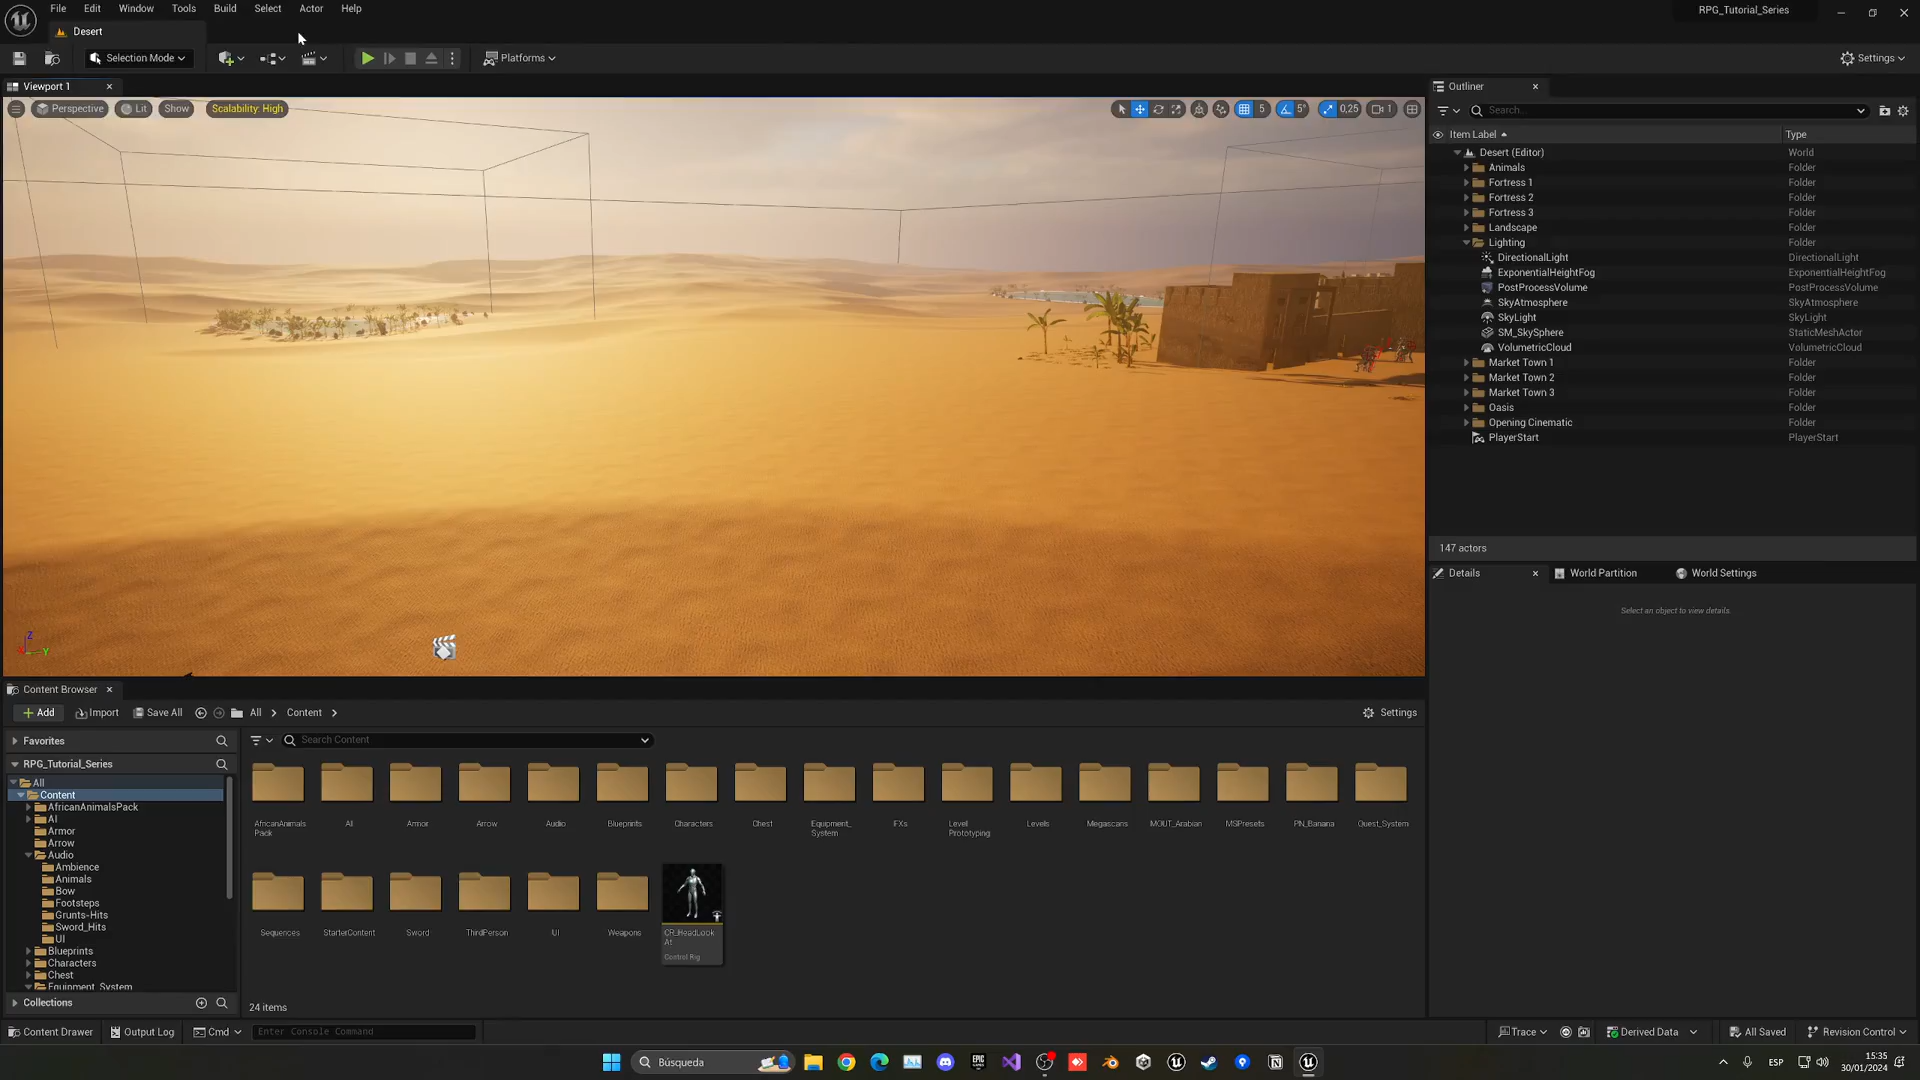 File Edit Window Tools Build Select Actor Help
RPG_Tutorial_Series
Desert
Selection Mode
Platforms
Settings
Viewport 1
Perspective
Lit
Show
Scalability: High
5
5°
0,25
1
Outliner
Search...
Item Label
Type
Desert (Editor) World
Animals Folder
Fortress 1 Folder
Fortress 2 Folder
Fortress 3 Folder
Landscape Folder
Lighting Folder
DirectionalLight DirectionalLight
ExponentialHeightFog ExponentialHeightFog
PostProcessVolume PostProcessVolume
SkyAtmosphere SkyAtmosphere
SkyLight SkyLight
SM_SkySphere StaticMeshActor
VolumetricCloud VolumetricCloud
Market Town 1 Folder
Market Town 2 Folder
Market Town 3 Folder
Oasis Folder
Opening Cinematic Folder
PlayerStart PlayerStart
147 actors
Details
World Partition
World Settings
Select an object to view details.
Z
Y
Content Browser
Add
Import
Save All
All
Content
Settings
Favorites
Search Content
RPG_Tutorial_Series
All
Content
AfricanAnimalsPack
AI
Armor
Arrow
Audio
Ambience
Animals
Bow
Footsteps
Grunts-Hits
Sword_Hits
UI
Blueprints
Characters
Chest
Equipment_System
Collections
AfricanAnimals
Pack
AI
Armor
Arrow
Audio
Blueprints
Characters
Chest
Equipment_
System
FXs
Level
Prototyping
Levels
Megascans
MOUT_Arabian
MSPresets
PN_Banana
Quest_System
Sequences
StarterContent
Sword
ThirdPerson
UI
Weapons
CR_HeadLook
At
Control Rig
24 items
Content Drawer
Output Log
Cmd
Enter Console Command
Trace
Derived Data
All Saved
Revision Control
Búsqueda
ESP
15:35
30/01/2024